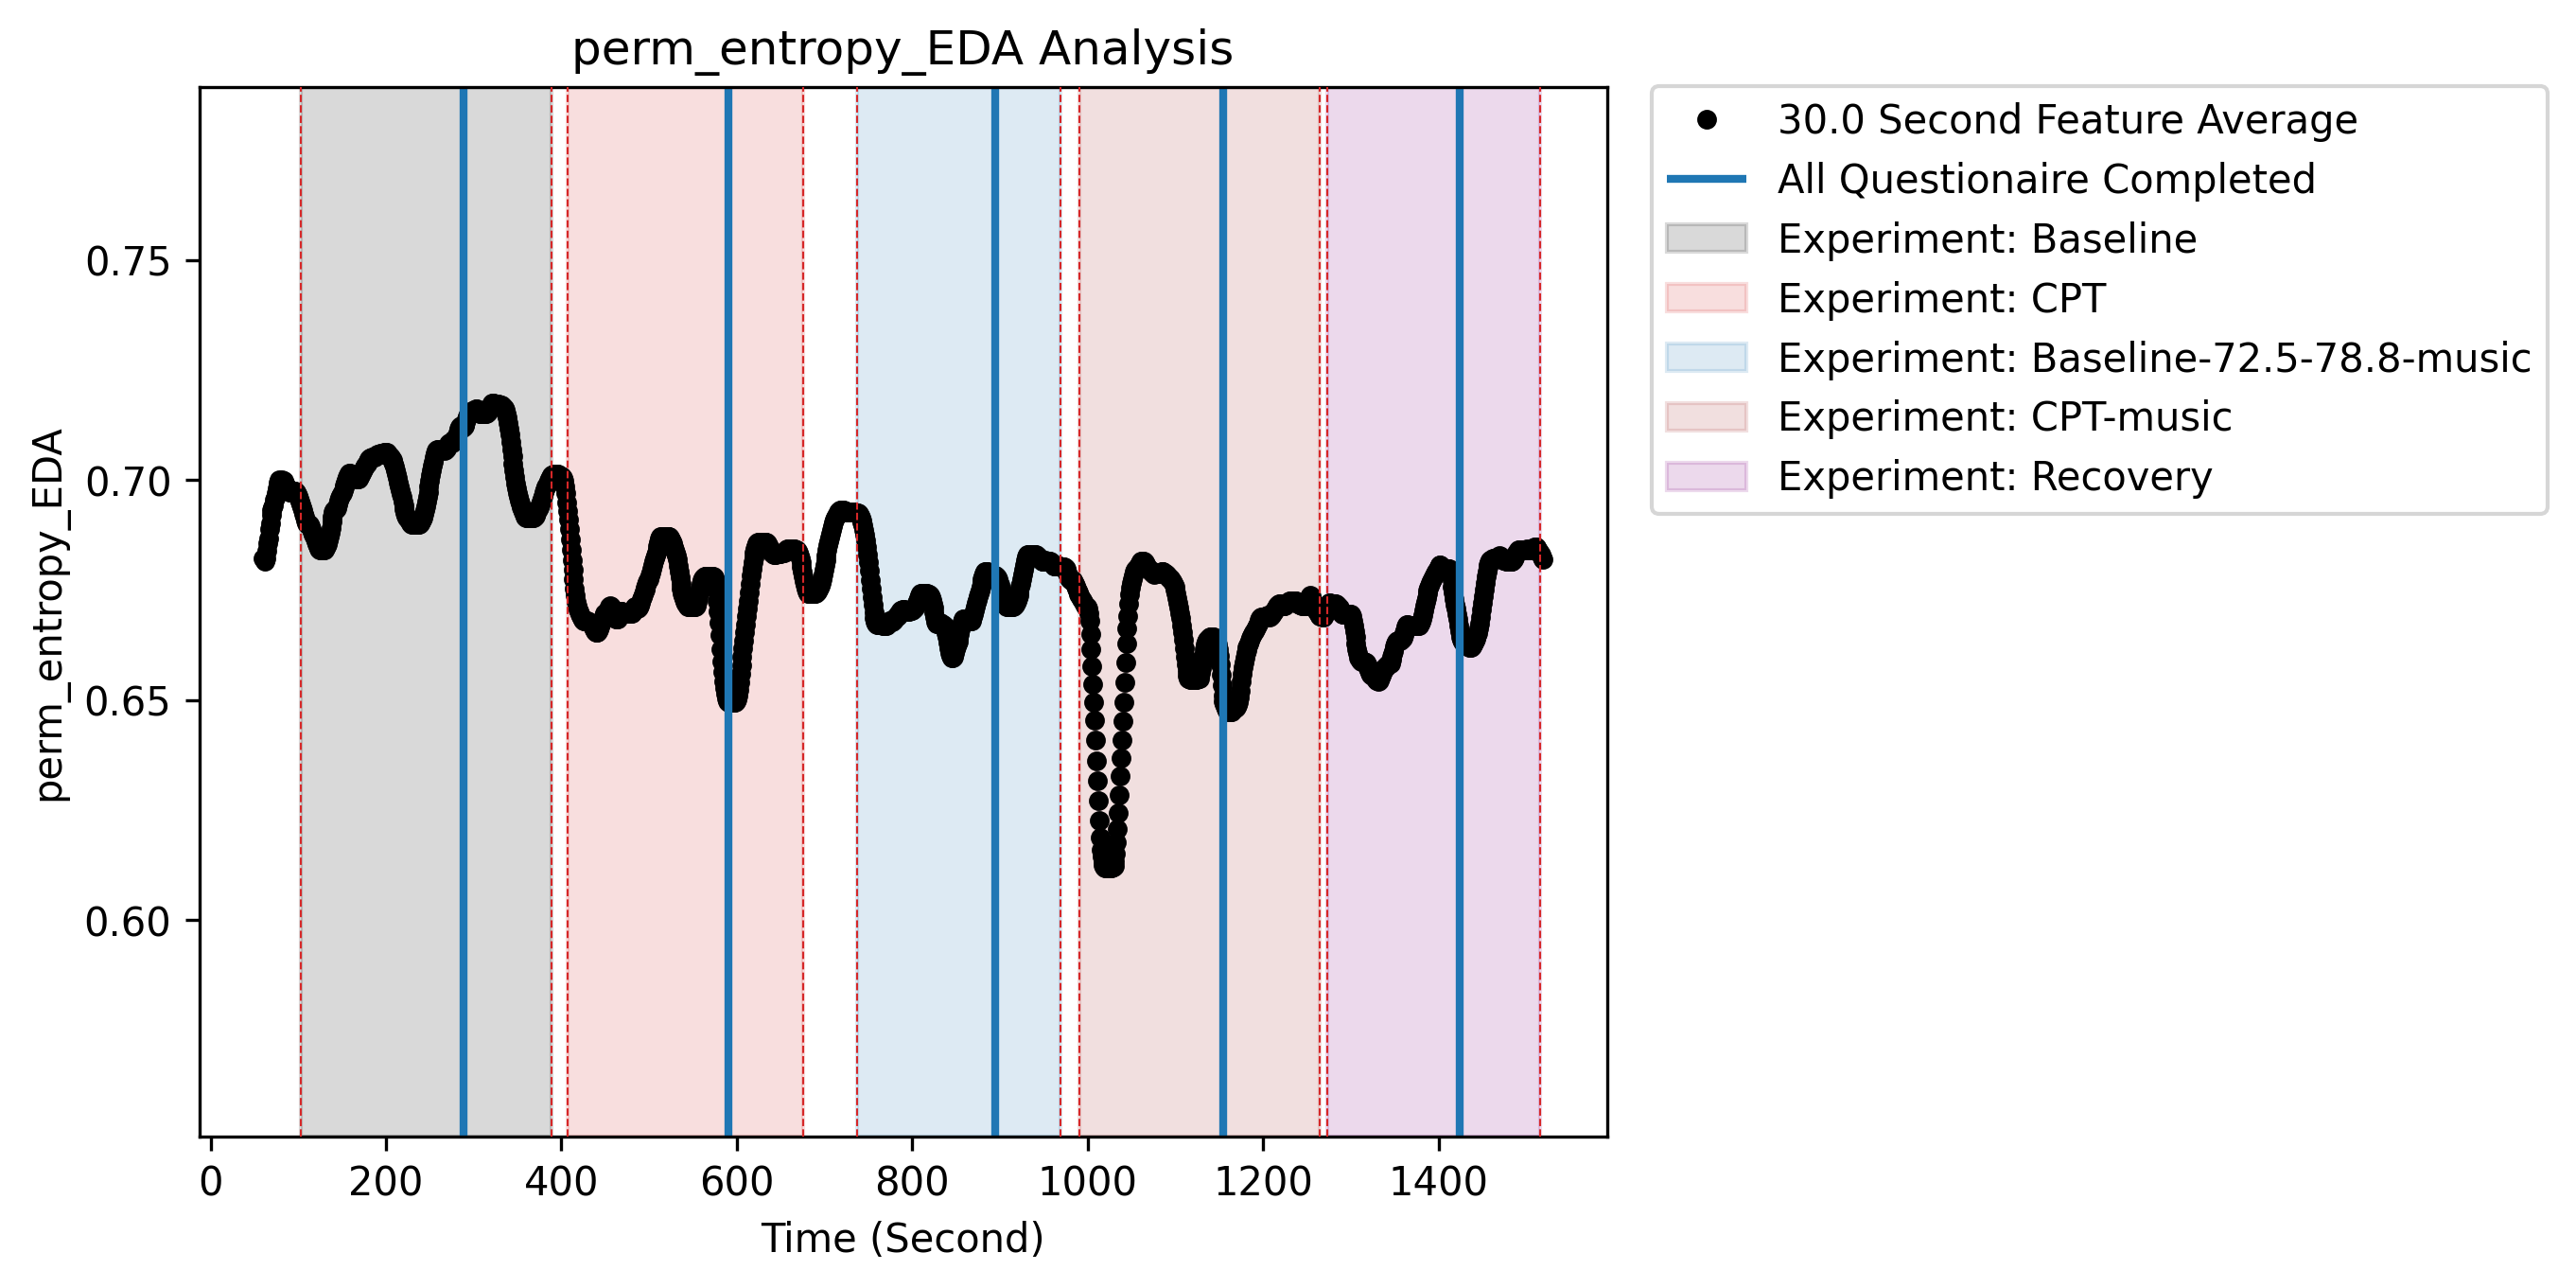 perm_entropy_EDA Analysis
30.0 Second Feature Average
All Questionaire Completed
Experiment: Baseline
Experiment: CPT
Experiment: Baseline-72.5-78.8-music
Experiment: CPT-music
Experiment: Recovery
perm_entropy_EDA
0.75
0.70
0.65
0.60
0 200 400 600 800 1000 1200 1400
Time (Second)